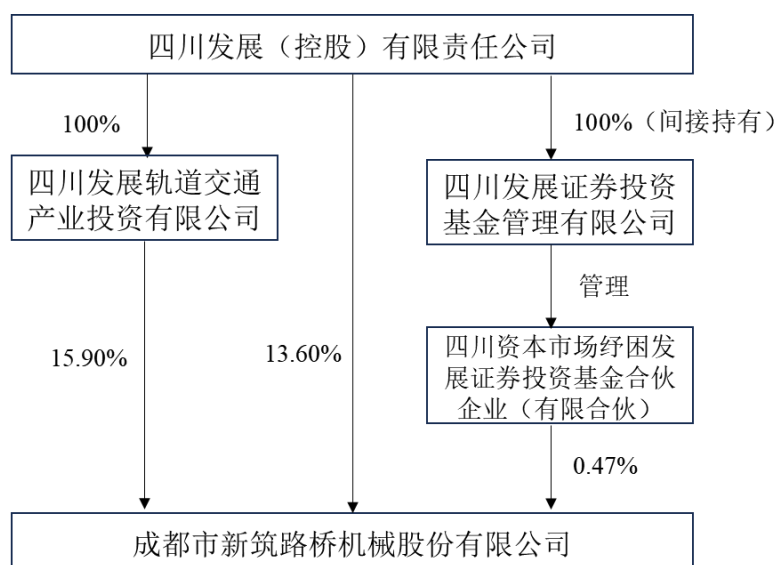 四川发展（控股）有限责任公司
100%
100%（间接持有）
四川发展轨道交通
产业投资有限公司
四川发展证券投资
基金管理有限公司
管理
15.90%
13.60%
四川资本市场纾困发
展证券投资基金合伙
企业（有限合伙）
0.47%
成都市新筑路桥机械股份有限公司